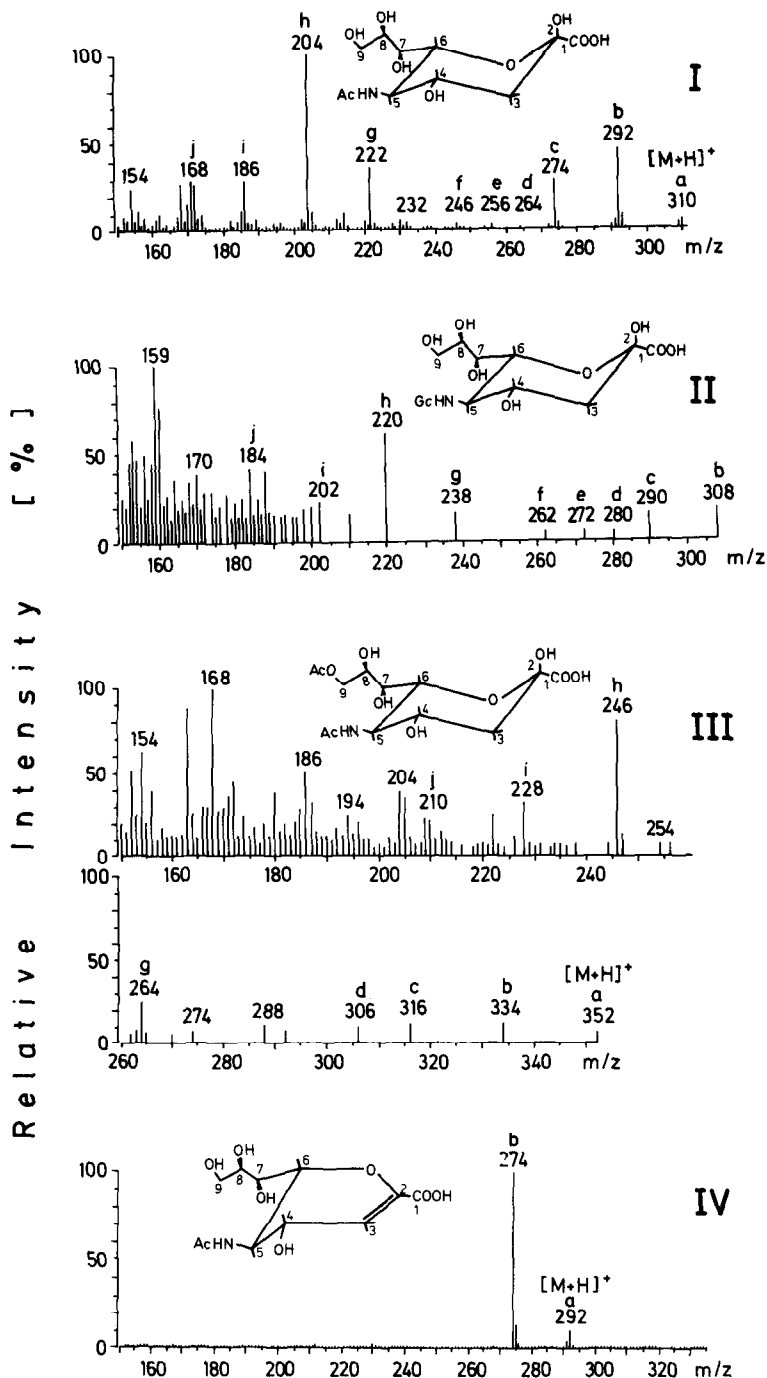 I
h
204
j
168
i
186
154
g
222
232
f
246
e
256
d
264
c
274
b
292
[M+H]+
a
310
100
50
0
160 180 200 220 240 260 280 300 m/z
OH
HO
8
9
7
OH
6
O
OH
2
1
COOH
4
OH
AcHN
5
3
II
159
170
j
184
i
202
h
220
g
238
f
262
e
272
d
280
c
290
b
308
100
50
0
160 180 200 220 240 260 280 300 m/z
OH
OH
8
9
7
OH
6
O
OH
2
1
COOH
4
OH
GcHN
5
3
III
154
168
186
194
204
j
210
i
228
h
246
254
100
50
0
160 180 200 220 240
OH
AcO
8
9
7
OH
6
O
OH
2
1
COOH
4
OH
AcHN
5
3
g
264
274
288
d
306
c
316
b
334
[M+H]+
a
352
100
50
0
260 280 300 320 340 m/z
IV
b
274
[M+H]+
a
292
100
50
0
160 180 200 220 240 260 280 300 320 m/z
OH
HO
8
9
7
OH
6
O
2
1
COOH
4
OH
AcHN
5
3
Relative Intensity [%]